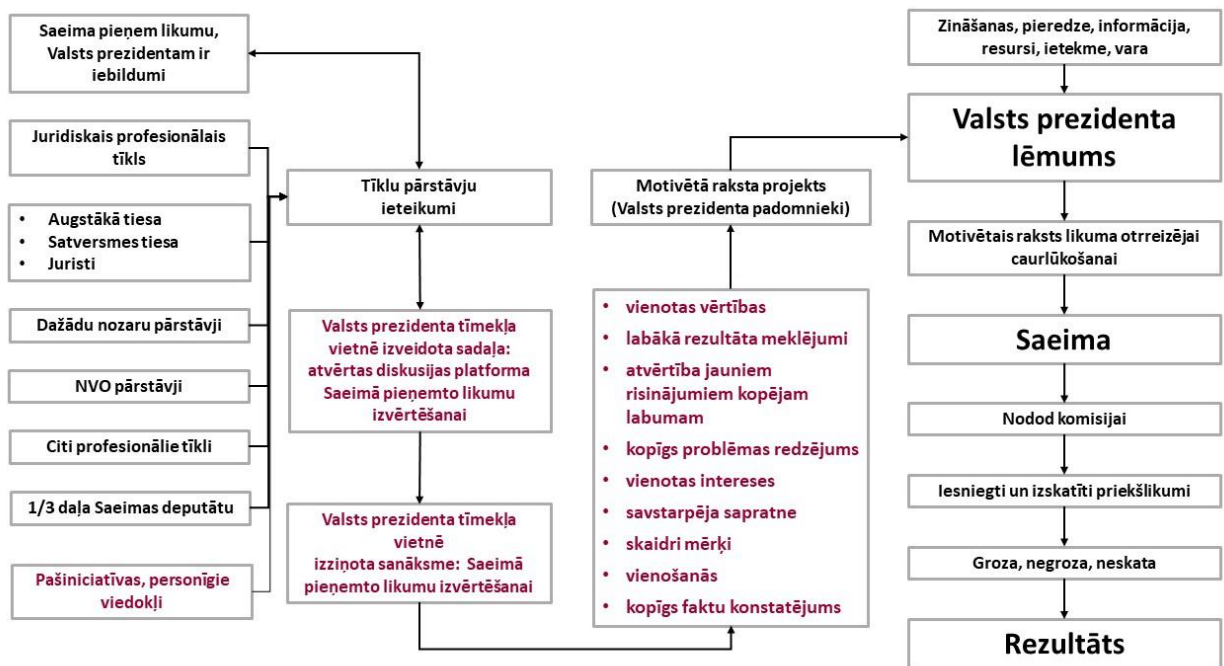 Saeima pieņem likumu,
Valsts prezidentam ir
iebildumi
Juridiskais profesionālais
tīkls
• Augstākā tiesa
• Satversmes tiesa
• Juristi
Dažādu nozaru pārstāvji
NVO pārstāvji
Citi profesionālie tīkli
1/3 daļa Saeimas deputātu
Pašiniciatīvas, personīgie
viedokļi
Tīklu pārstāvju
ieteikumi
Valsts prezidenta tīmekļa
vietnē izveidota sadaļa:
atvērtas diskusijas platforma
Saeimā pieņemto likumu
izvērtēšanai
Valsts prezidenta tīmekļa
vietnē
izziņota sanāksme: Saeimā
pieņemto likumu izvērtēšanai
Motivētā raksta projekts
(Valsts prezidenta padomnieki)
• vienotas vērtības
• labākā rezultāta meklējumi
• atvērtība jauniem
risinājumiem kopējam
labumam
• kopīgs problēmas redzējums
• vienotas intereses
• savstarpēja sapratne
• skaidri mērķi
• vienošanās
• kopīgs faktu konstatējums
Zināšanas, pieredze, informācija,
resursi, ietekme, vara
Valsts prezidenta
lēmums
Motivētais raksts likuma otrreizējai
caurlūkošanai
Saeima
Nodod komisijai
Iesniegti un izskatīti priekšlikumi
Groza, negroza, neskata
Rezultāts